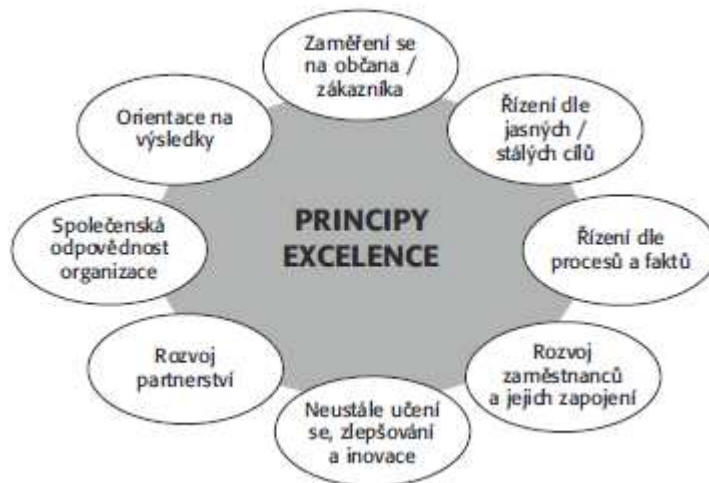 Zaměření se
na občana /
zákazníka
Orientace na
výsledky
Řízení dle
jasných /
stálých cílů
Společenská
odpovědnost
organizace
PRINCIPY
EXCELENCE
Řízení dle
procesů a faktů
Rozvoj
partnerství
Rozvoj
zaměstnanců
a jejich zapojení
Neustále učení
se, zlepšování
a inovace